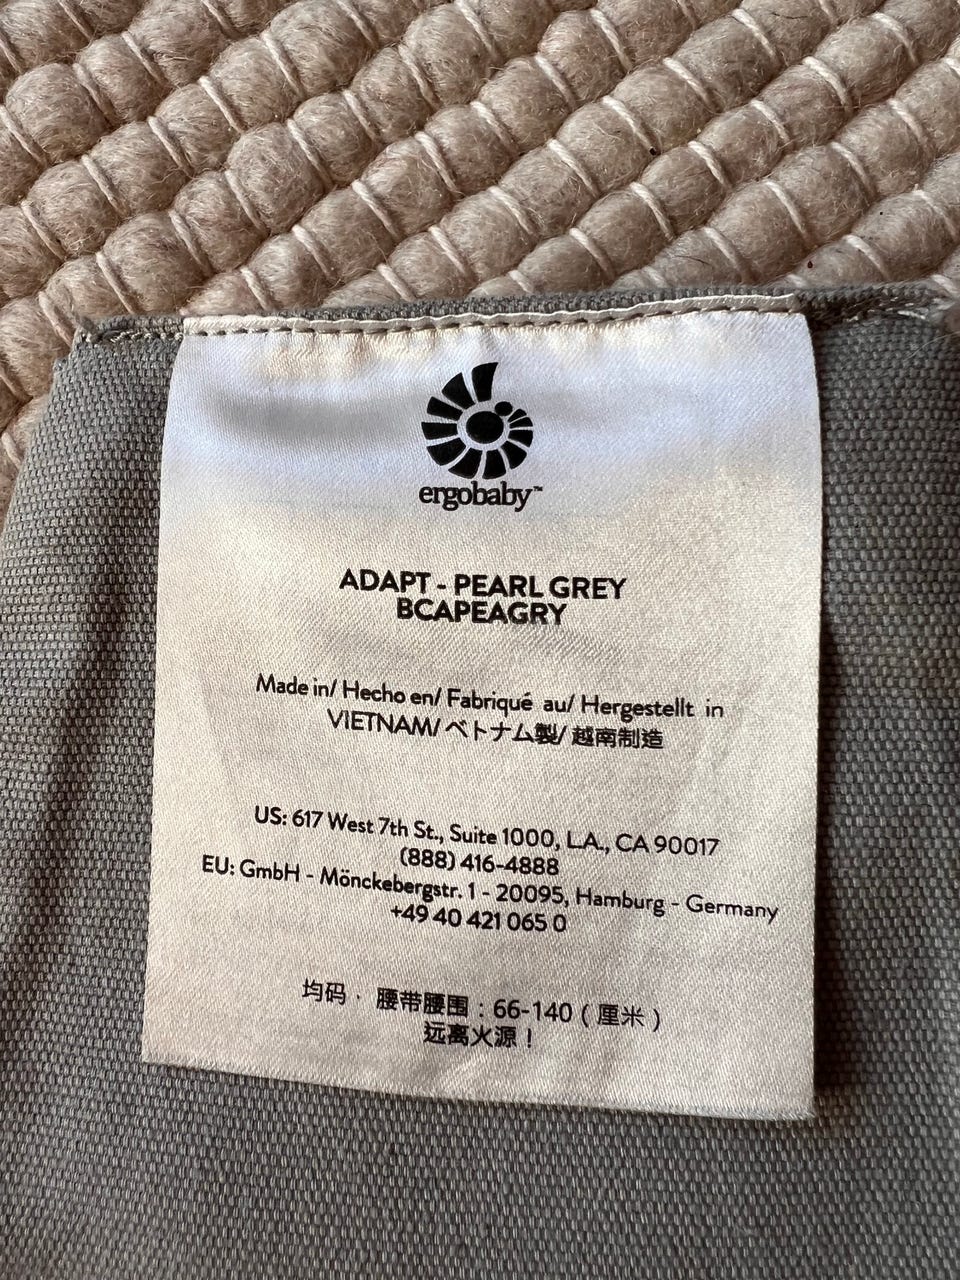 ergobaby™
ADAPT - PEARL GREY
BCAPEAGRY
Made in/ Hecho en/ Fabriqué au/ Hergestellt in
VIETNAM/ ベトナム製/ 越南制造
US: 617 West 7th St., Suite 1000, L.A., CA 90017
(888) 416-4888
EU: GmbH - Mönckebergstr. 1 - 20095, Hamburg - Germany
+49 40 421 065 0
均码 · 腰带腰围 : 66-140 ( 厘米 )
远离火源！